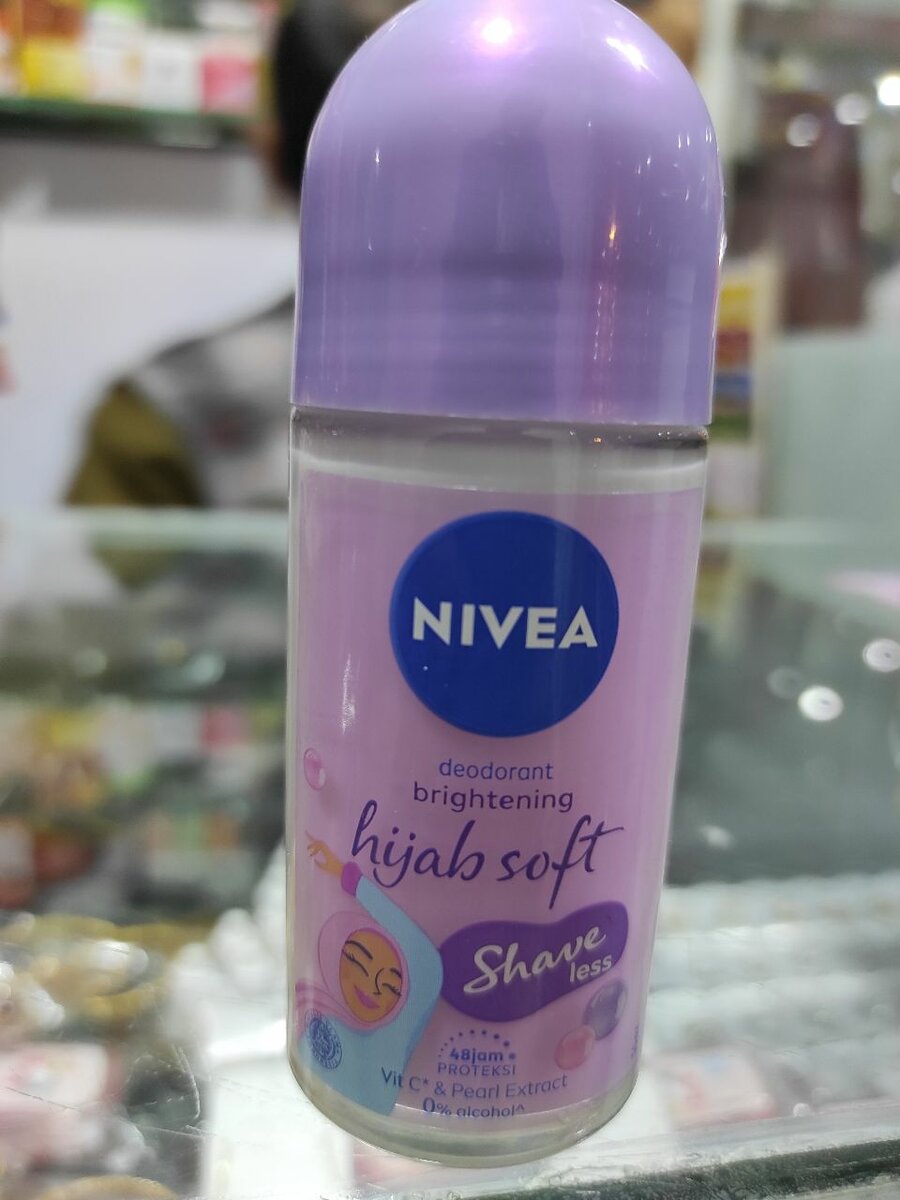 NIVEA
deodorant
brightening
hijab soft
Shave
less
48jam
PROTEKSI
Vit C* & Pearl Extract
0% alcohol^